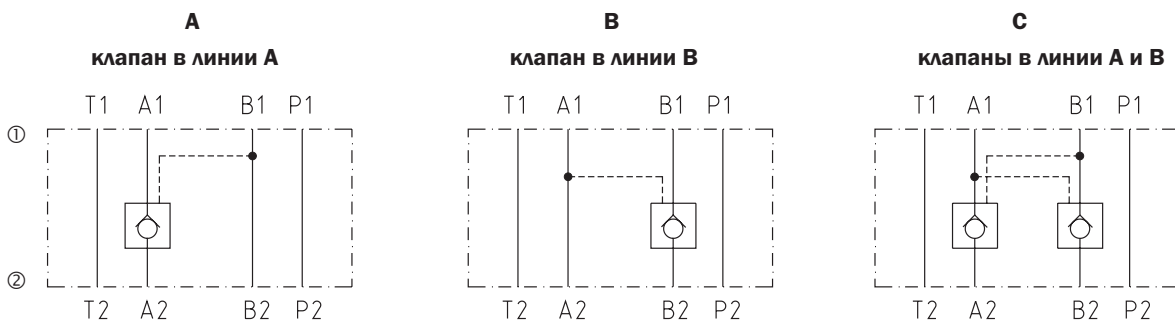 A B C
клапан в линии A клапан в линии B клапаны в линии A и B
T1 A1 B1 P1 T1 A1 B1 P1 T1 A1 B1 P1
①
②
T2 A2 B2 P2 T2 A2 B2 P2 T2 A2 B2 P2